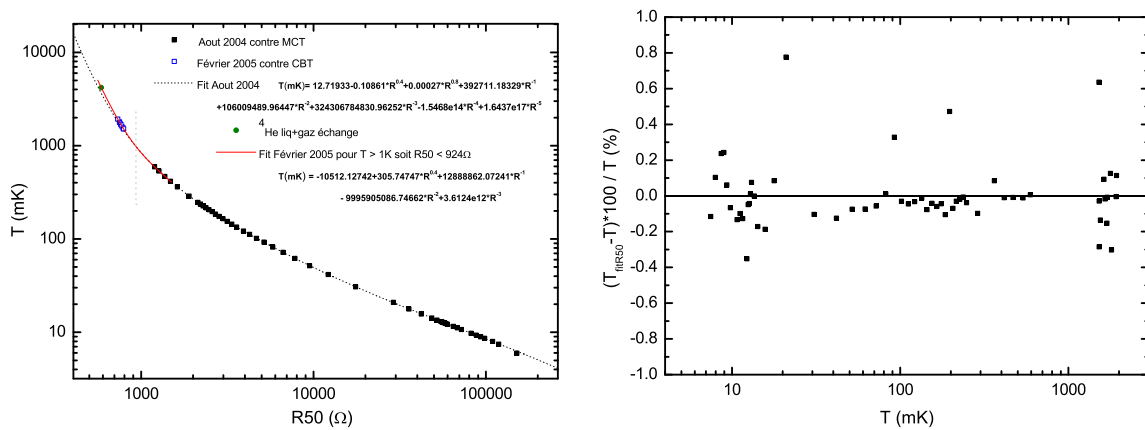 10000
1000
100
10
T (mK)
1000
10000
100000
R50 (Ω)
Aout 2004 contre MCT
Février 2005 contre CBT
Fit Aout 2004
T(mK)= 12.71933-0.10861*R^0.4+0.00027*R^0.8+392711.18329*R^-1
+106009489.96447*R^-2+324306784830.96252*R^-3-1.5468e14*R^-4+1.6437e17*R^-5
4
He liq+gaz échange
Fit Février 2005 pour T > 1K soit R50 < 924Ω
T(mK) = -10512.12742+305.74747*R^0.4+12888862.07241*R^-1
- 9995905086.74662*R^-2+3.6124e12*R^-3
1.0
0.8
0.6
0.4
0.2
0.0
-0.2
-0.4
-0.6
-0.8
-1.0
(T_fitR50-T)*100 / T (%)
10
100
1000
T (mK)